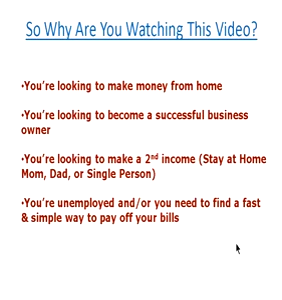 So Why Are You Watching This Video?
•You're looking to make money from home
•You're looking to become a successful business
owner
•You're looking to make a 2nd income (Stay at Home
Mom, Dad, or Single Person)
•You're unemployed and/or you need to find a fast
& simple way to pay off your bills